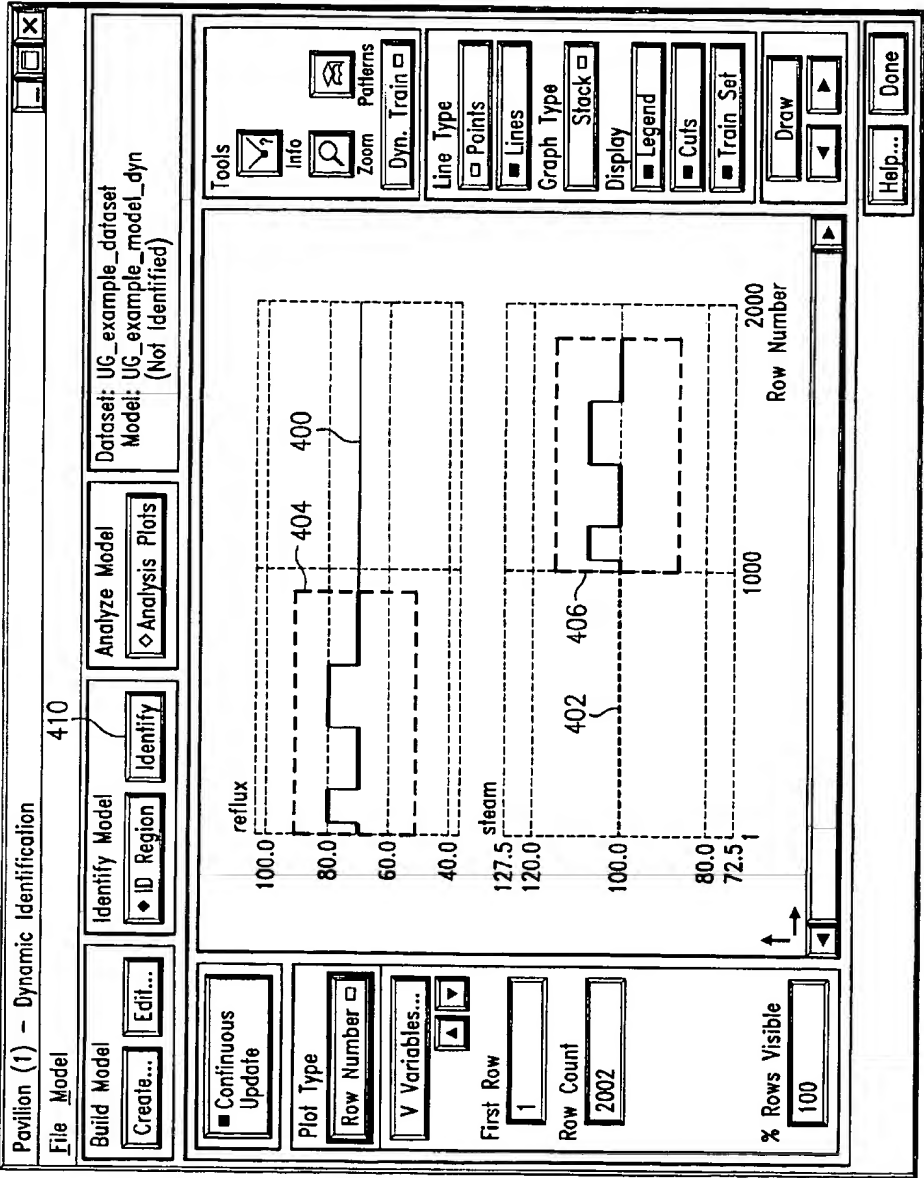 Pavilion (1) – Dynamic Identification
File Model
410
Build Model
Create...
Edit...
Identify Model
ID Region
Identify
Analyze Model
Analysis Plots
Dataset: UG_example_dataset
Model: UG_example_model_dyn
(Not Identified)
Continuous
Update
Plot Type
Row Number
V Variables...
First Row
1
Row Count
2002
% Rows Visible
100
reflux
100.0
80.0
60.0
40.0
404
400
steam
127.5
120.0
100.0
80.0
72.5
402
406
1
1000
2000
Row Number
Tools
?
Info
Zoom
Patterns
Dyn. Train
Line Type
Points
Lines
Graph Type
Stack
Display
Legend
Cuts
Train Set
Draw
Help...
Done